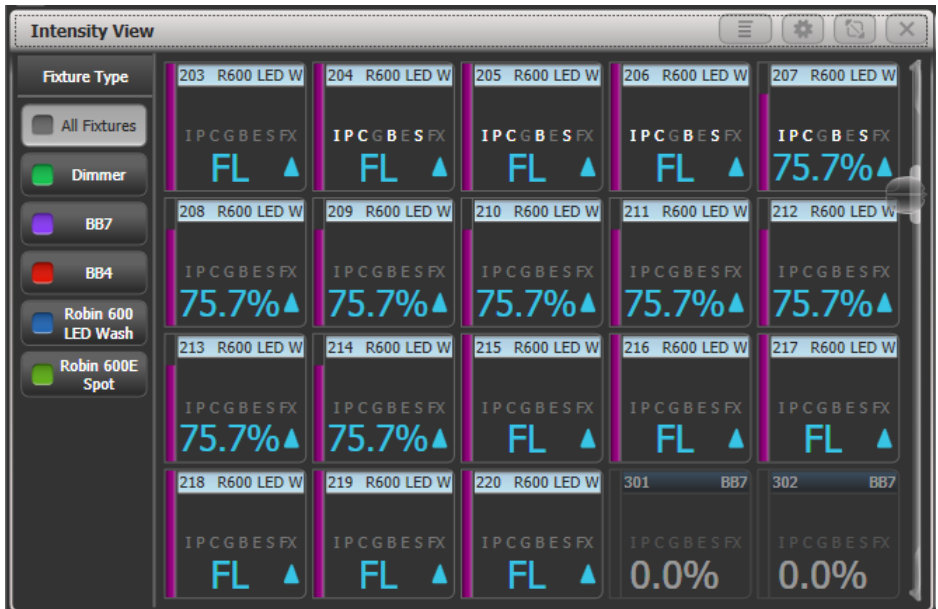 Intensity View
Fixture Type
All Fixtures
Dimmer
BB7
BB4
Robin 600
LED Wash
Robin 600E
Spot
203 R600 LED W
IPCGBESFX
FL
204 R600 LED W
IPCGBESFX
FL
205 R600 LED W
IPCGBESFX
FL
206 R600 LED W
IPCGBESFX
FL
207 R600 LED W
IPCGBESFX
75.7%
208 R600 LED W
IPCGBESFX
75.7%
209 R600 LED W
IPCGBESFX
75.7%
210 R600 LED W
IPCGBESFX
75.7%
211 R600 LED W
IPCGBESFX
75.7%
212 R600 LED W
IPCGBESFX
75.7%
213 R600 LED W
IPCGBESFX
75.7%
214 R600 LED W
IPCGBESFX
75.7%
215 R600 LED W
IPCGBESFX
FL
216 R600 LED W
IPCGBESFX
FL
217 R600 LED W
IPCGBESFX
FL
218 R600 LED W
IPCGBESFX
FL
219 R600 LED W
IPCGBESFX
FL
220 R600 LED W
IPCGBESFX
FL
301 BB7
IPCGBESFX
0.0%
302 BB7
IPCGBESFX
0.0%